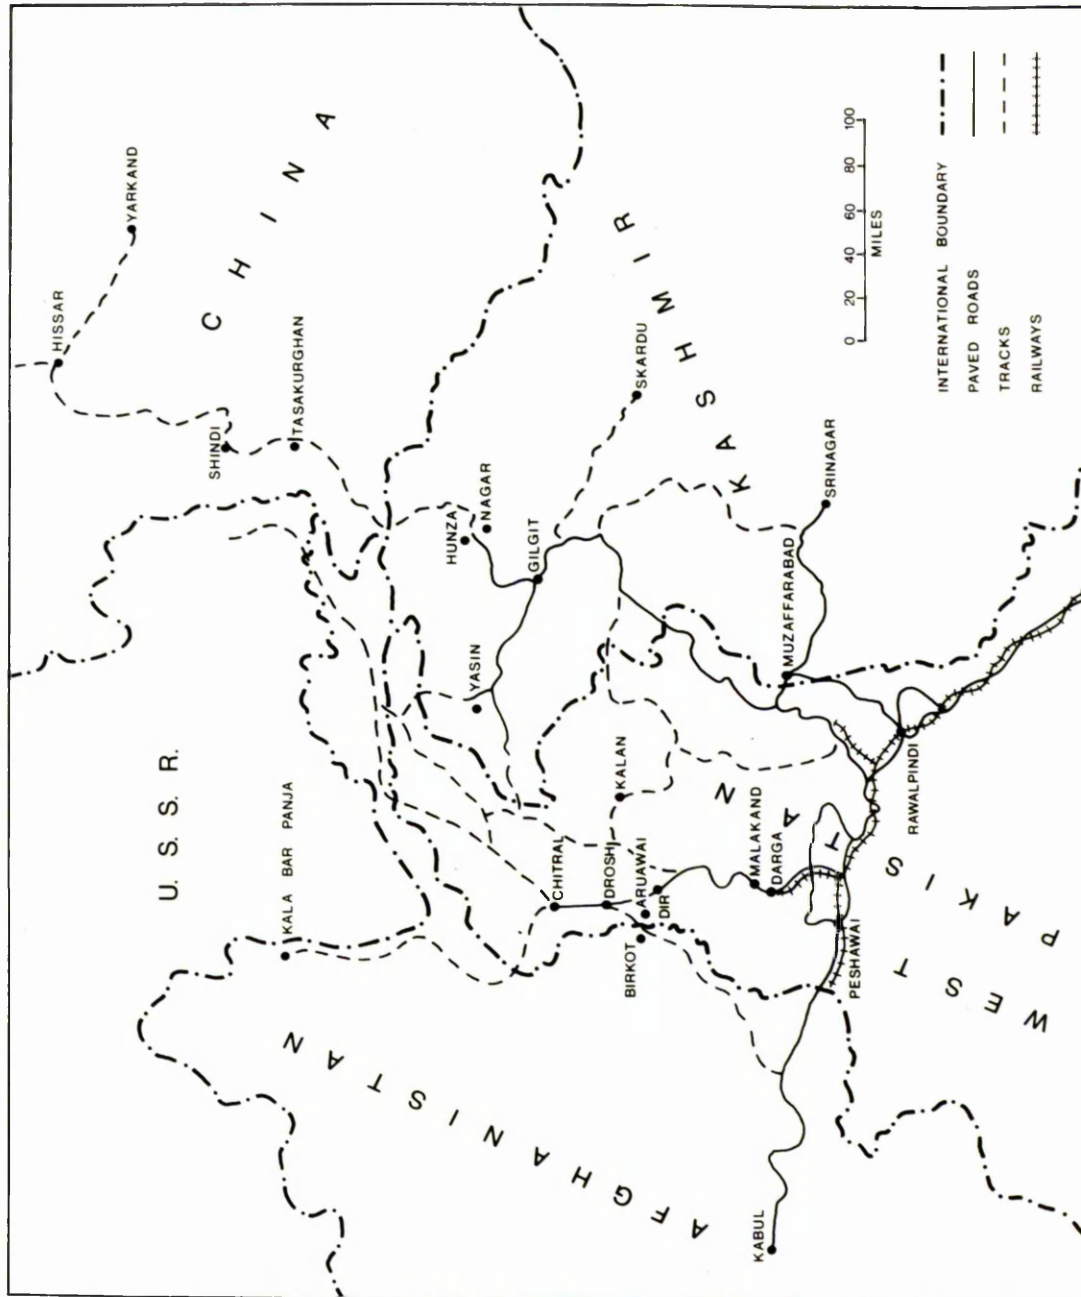 U. S. S. R.
CHINA
AFGHANISTAN
KASHMIR
WEST PAKISTAN
HISSAR
YARKAND
SHINDI
TASAKURGHAN
KALA BAR PANJA
HUNZA
NAGAR
GILGIT
YASIN
SKARDU
CHITRAL
DROSHI
KALAN
ARUAWAI
DIR
BIRKOT
MALAKAND
DARGA
MUZAFFARABAD
SRINAGAR
RAWALPINDI
PESHAWAI
KABUL
0 20 40 60 80 100
MILES
INTERNATIONAL BOUNDARY
PAVED ROADS
TRACKS
RAILWAYS